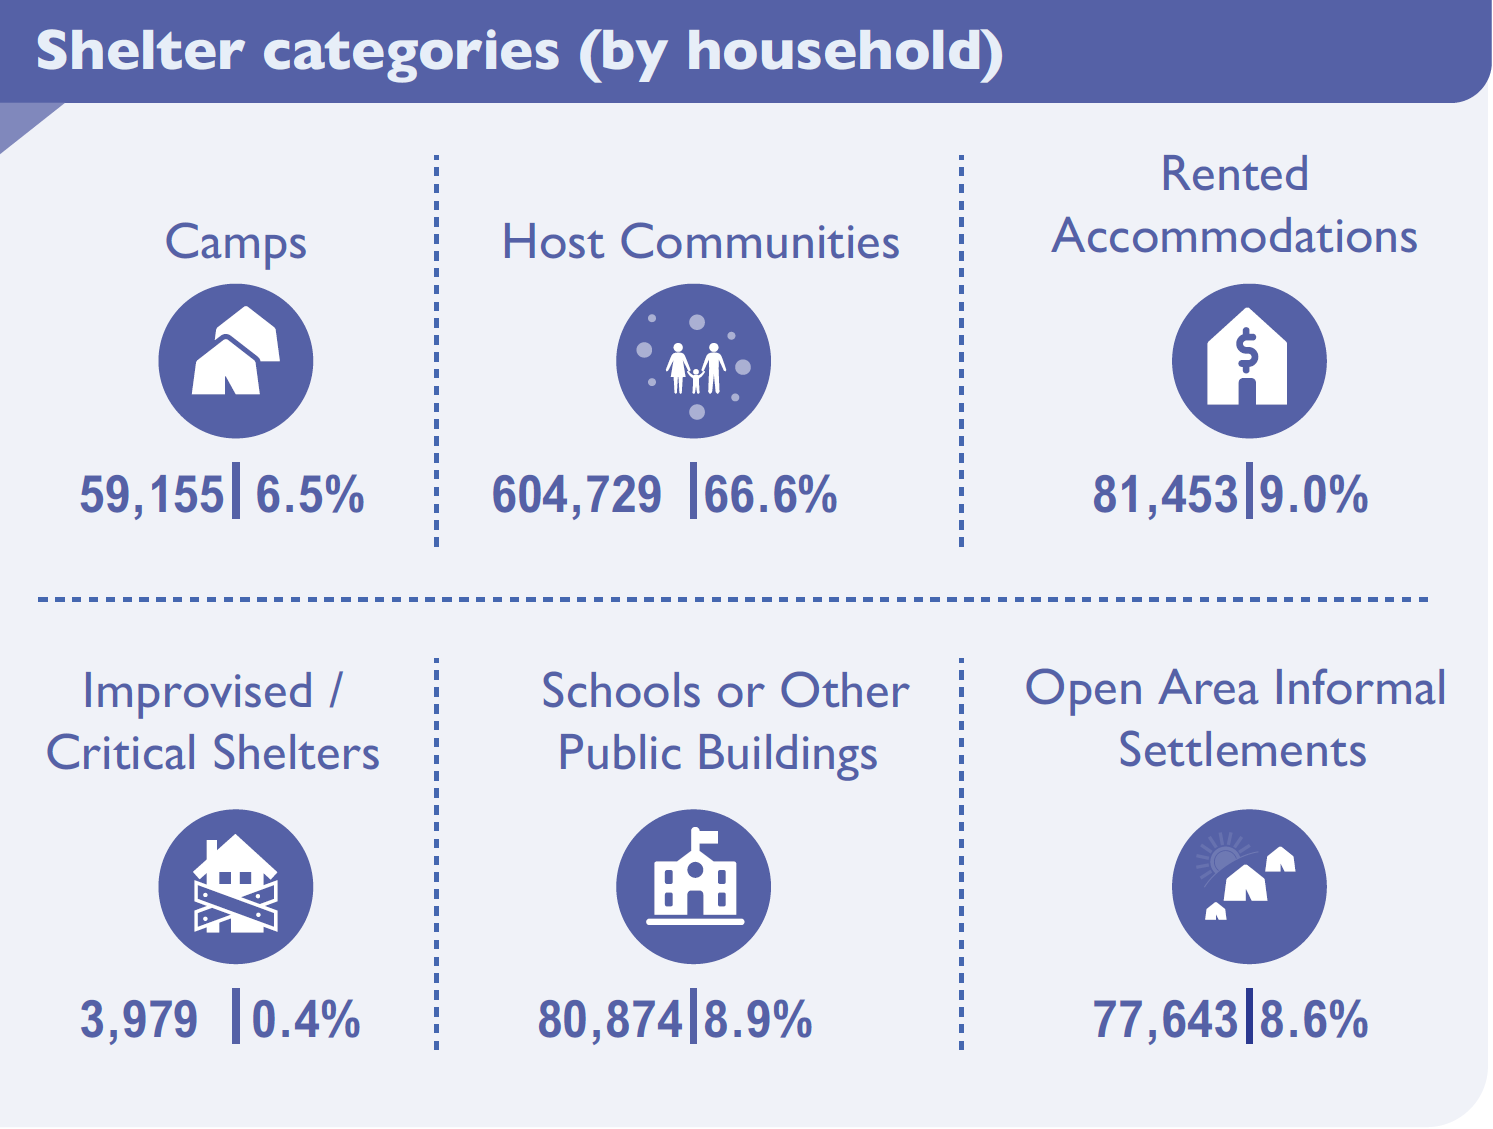 Shelter categories (by household)
Camps
59,155 6.5%
Host Communities
604,729 66.6%
Rented
Accommodations
$
81,453 9.0%
Improvised /
Critical Shelters
3,979 0.4%
Schools or Other
Public Buildings
80,874 8.9%
Open Area Informal
Settlements
77,643 8.6%